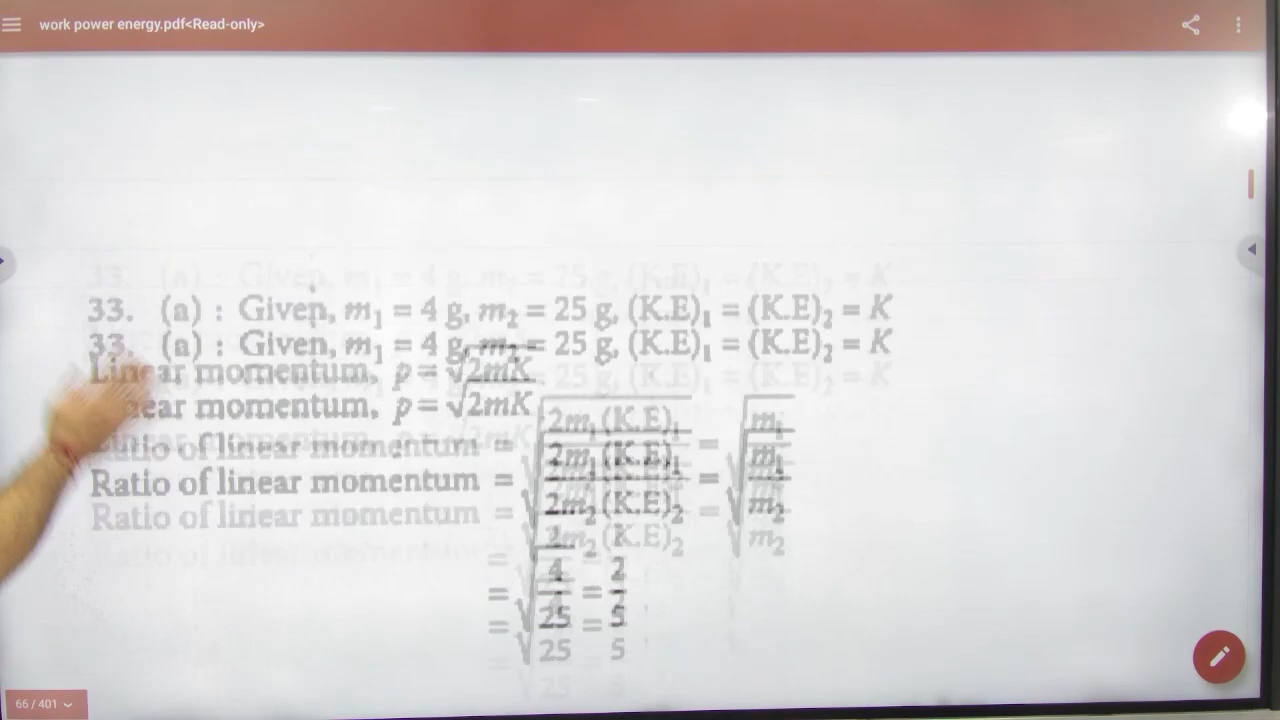 work power energy.pdf<Read-only>
33. (a) : Given, m₁ = 4 g, m₂ = 25 g, (K.E)₁ = (K.E)₂ = K
Linear momentum, p = √2mK
Ratio of linear momentum = √2m₁(K.E)₁/2m₂(K.E)₂ = √m₁/m₂
= √4/25 = 2/5
66 / 401